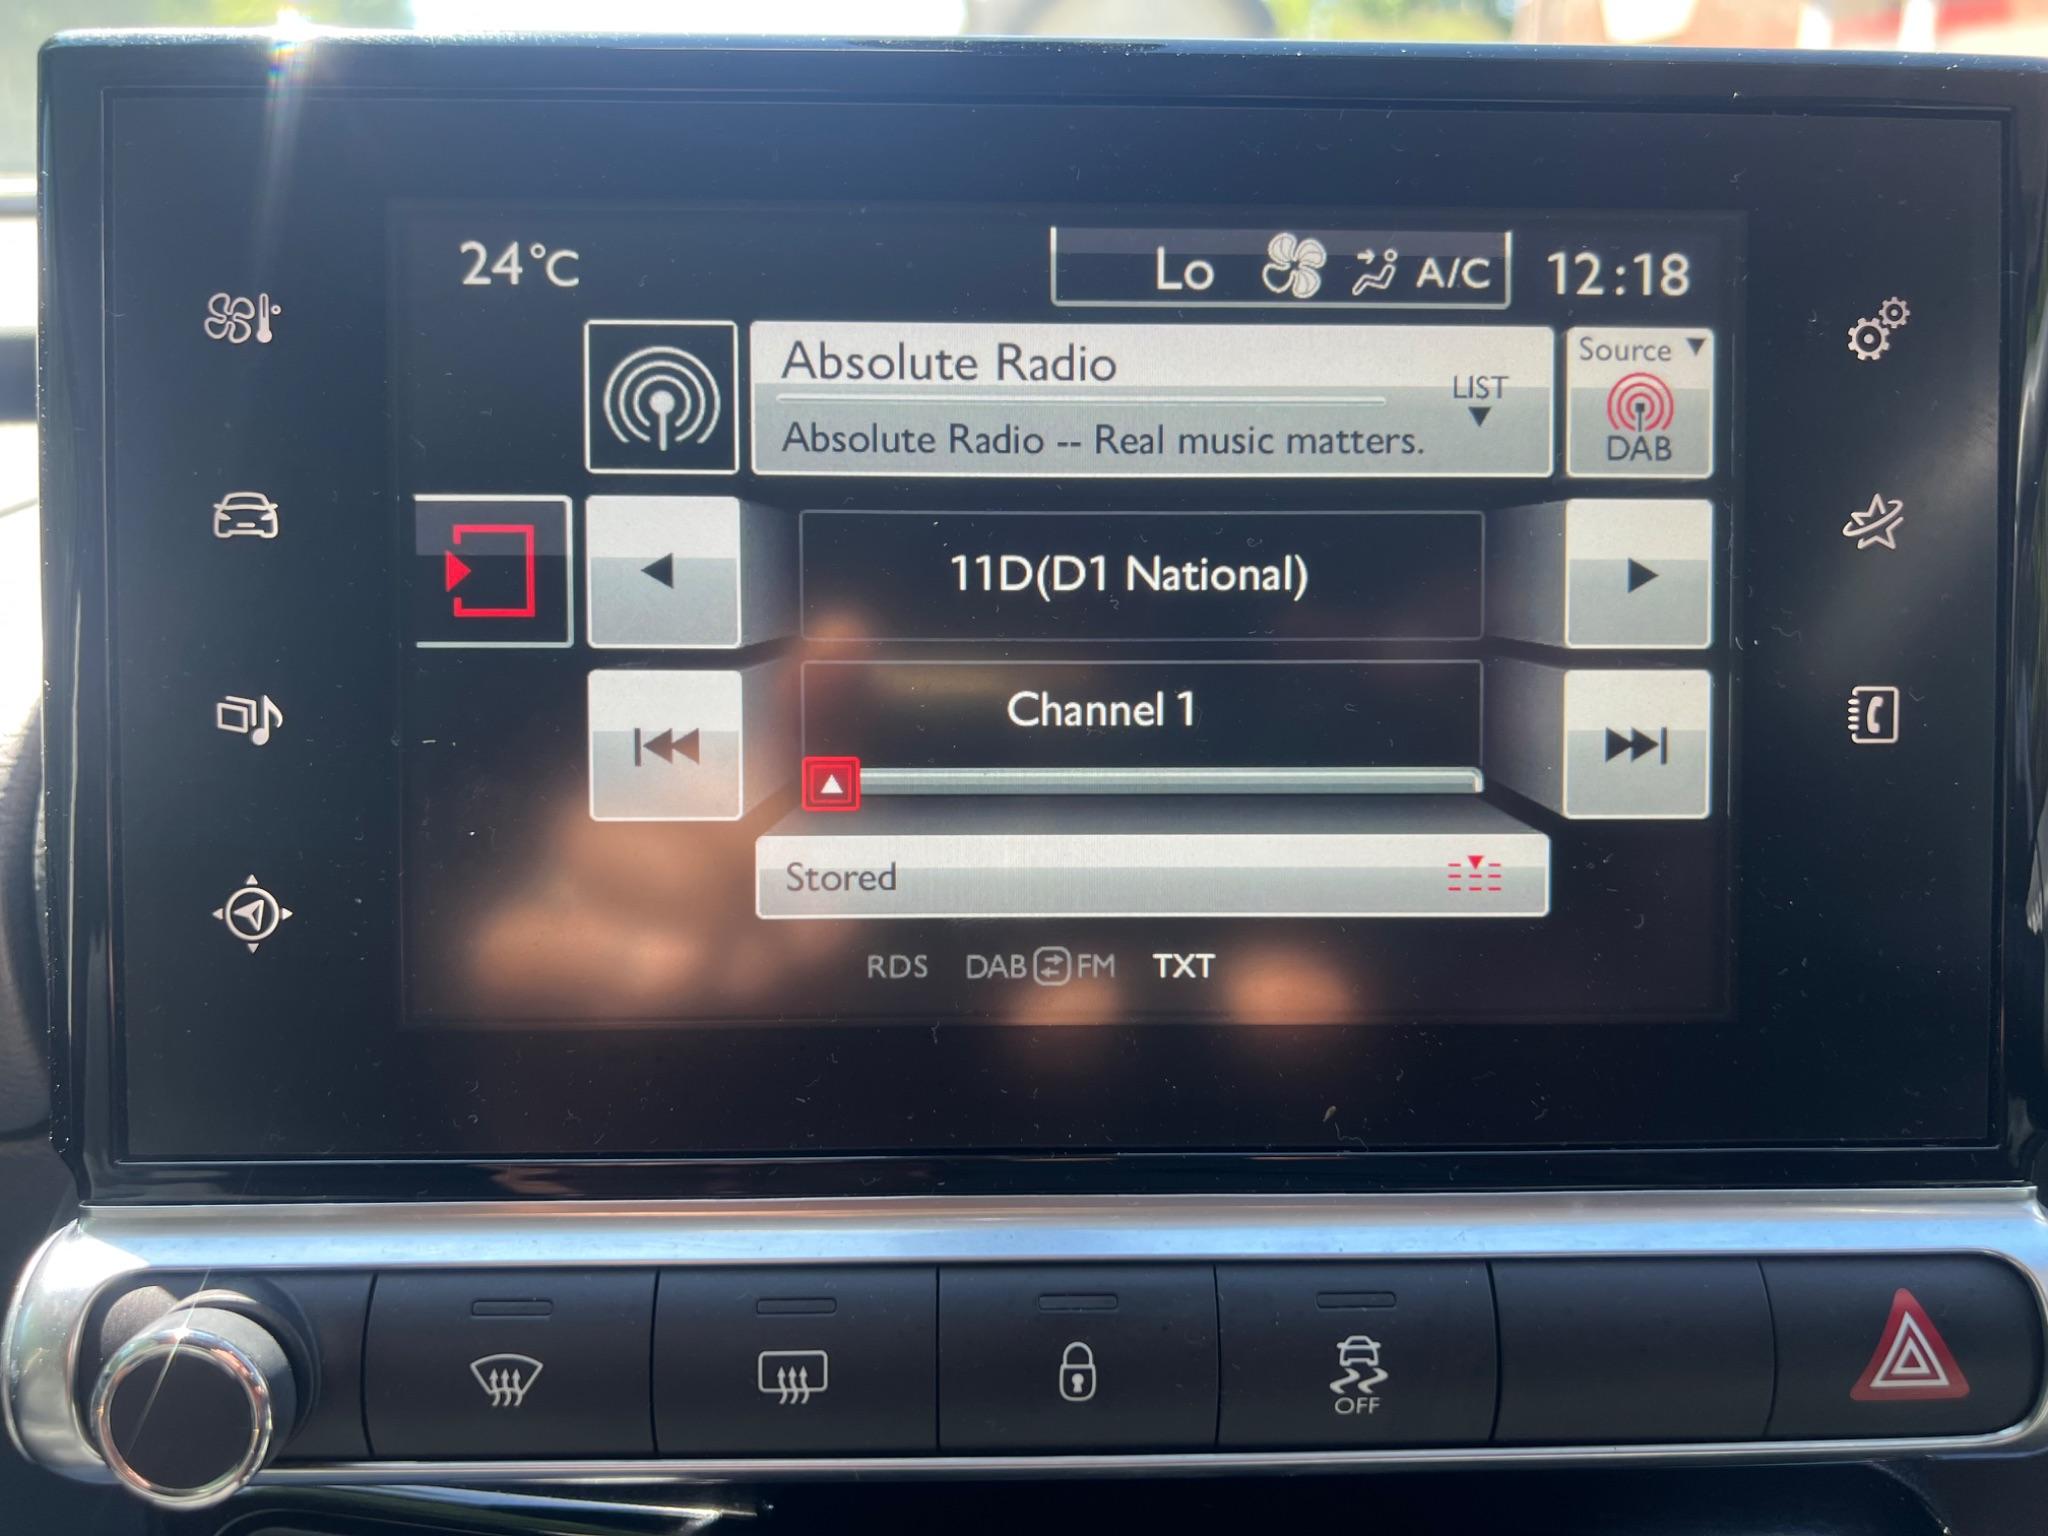 24°C
Lo A/C 12:18
Absolute Radio
LIST
Source
Absolute Radio -- Real music matters.
DAB
11D(D1 National)
Channel 1
Stored
RDS DAB FM TXT
OFF